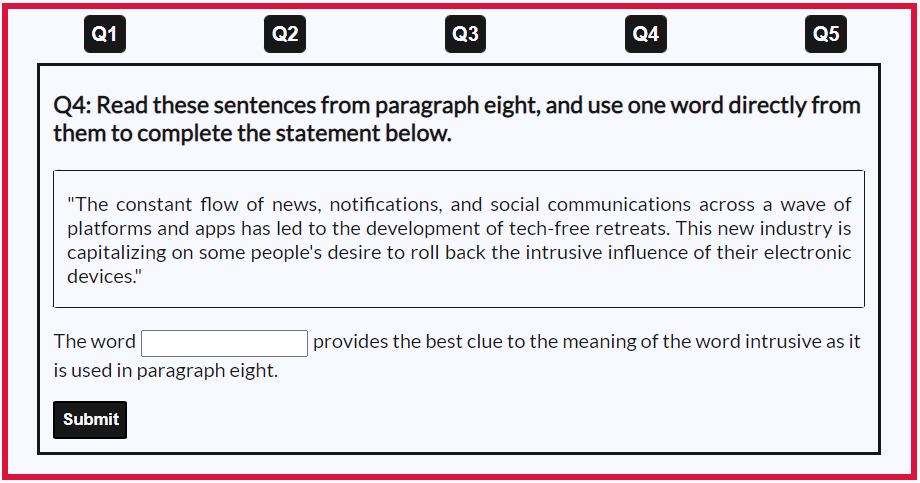 Q1 Q2 Q3 Q4 Q5
Q4: Read these sentences from paragraph eight, and use one word directly from
them to complete the statement below.
"The constant flow of news, notifications, and social communications across a wave of
platforms and apps has led to the development of tech-free retreats. This new industry is
capitalizing on some people's desire to roll back the intrusive influence of their electronic
devices."
The word provides the best clue to the meaning of the word intrusive as it
is used in paragraph eight.
Submit